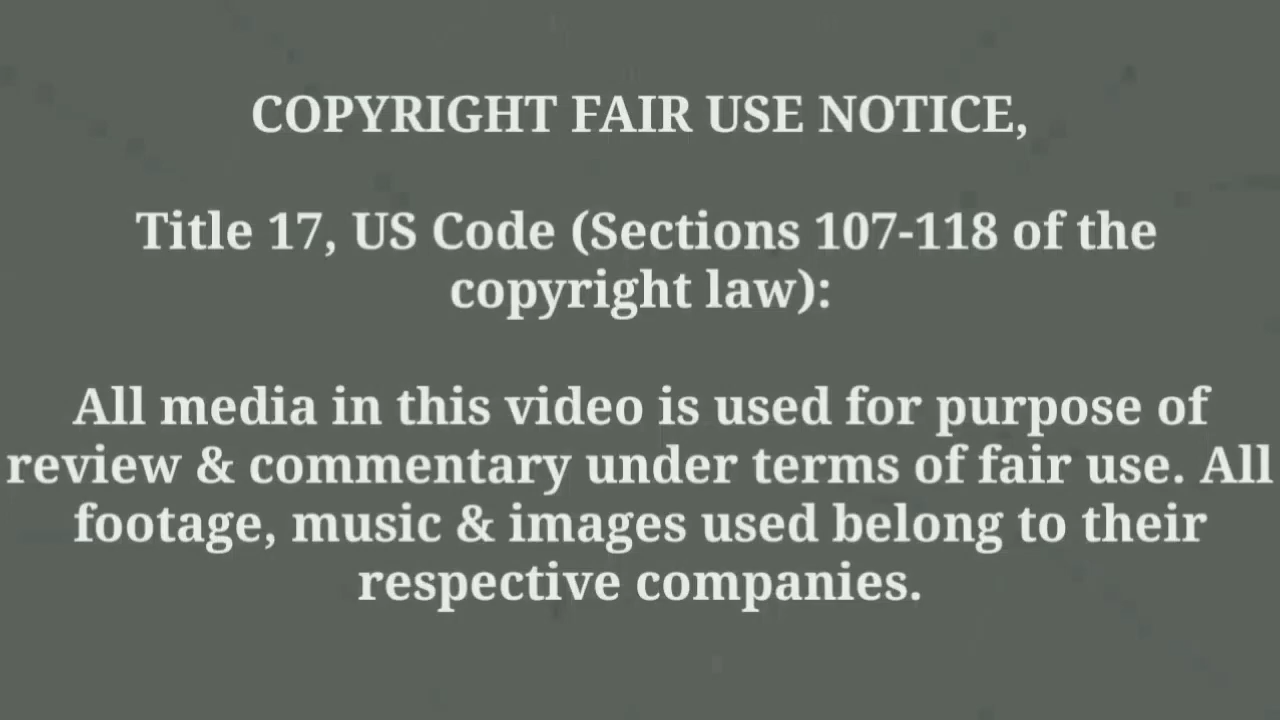 COPYRIGHT FAIR USE NOTICE,
Title 17, US Code (Sections 107-118 of the
copyright law):
All media in this video is used for purpose of
review & commentary under terms of fair use. All
footage, music & images used belong to their
respective companies.